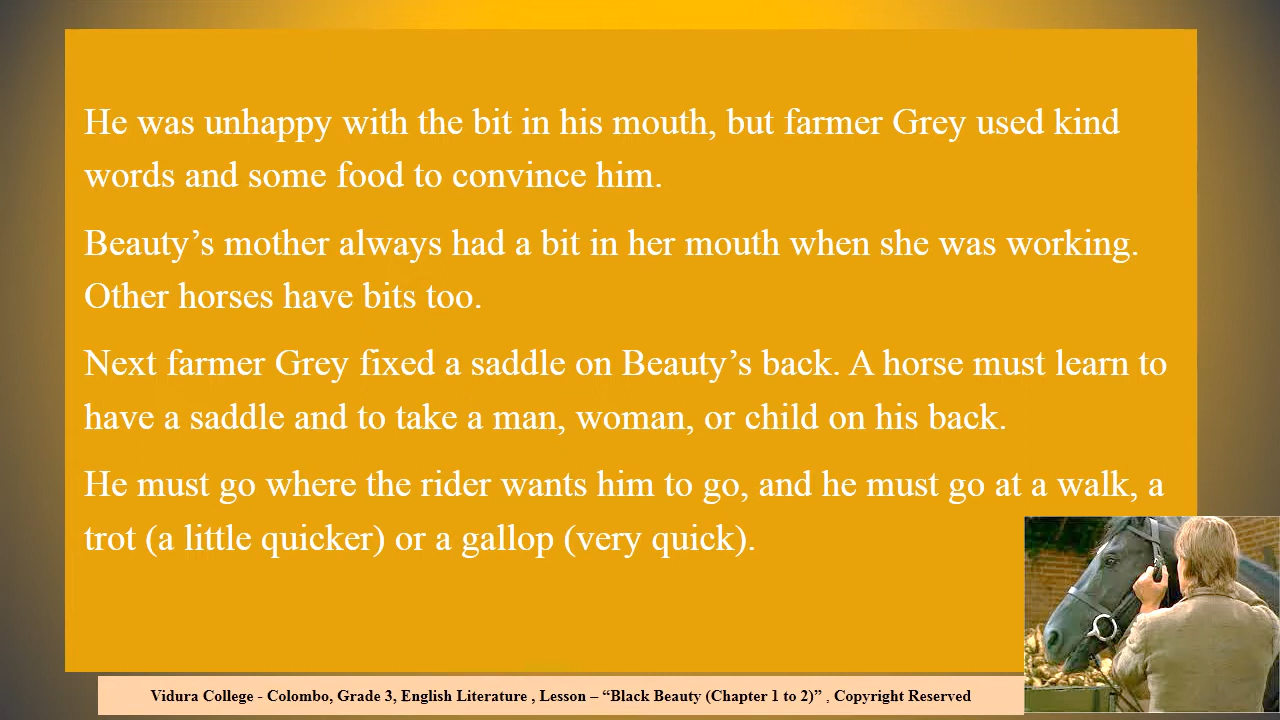 He was unhappy with the bit in his mouth, but farmer Grey used kind
words and some food to convince him.
Beauty’s mother always had a bit in her mouth when she was working.
Other horses have bits too.
Next farmer Grey fixed a saddle on Beauty’s back. A horse must learn to
have a saddle and to take a man, woman, or child on his back.
He must go where the rider wants him to go, and he must go at a walk, a
trot (a little quicker) or a gallop (very quick).
Vidura College - Colombo, Grade 3, English Literature , Lesson – “Black Beauty (Chapter 1 to 2)” , Copyright Reserved